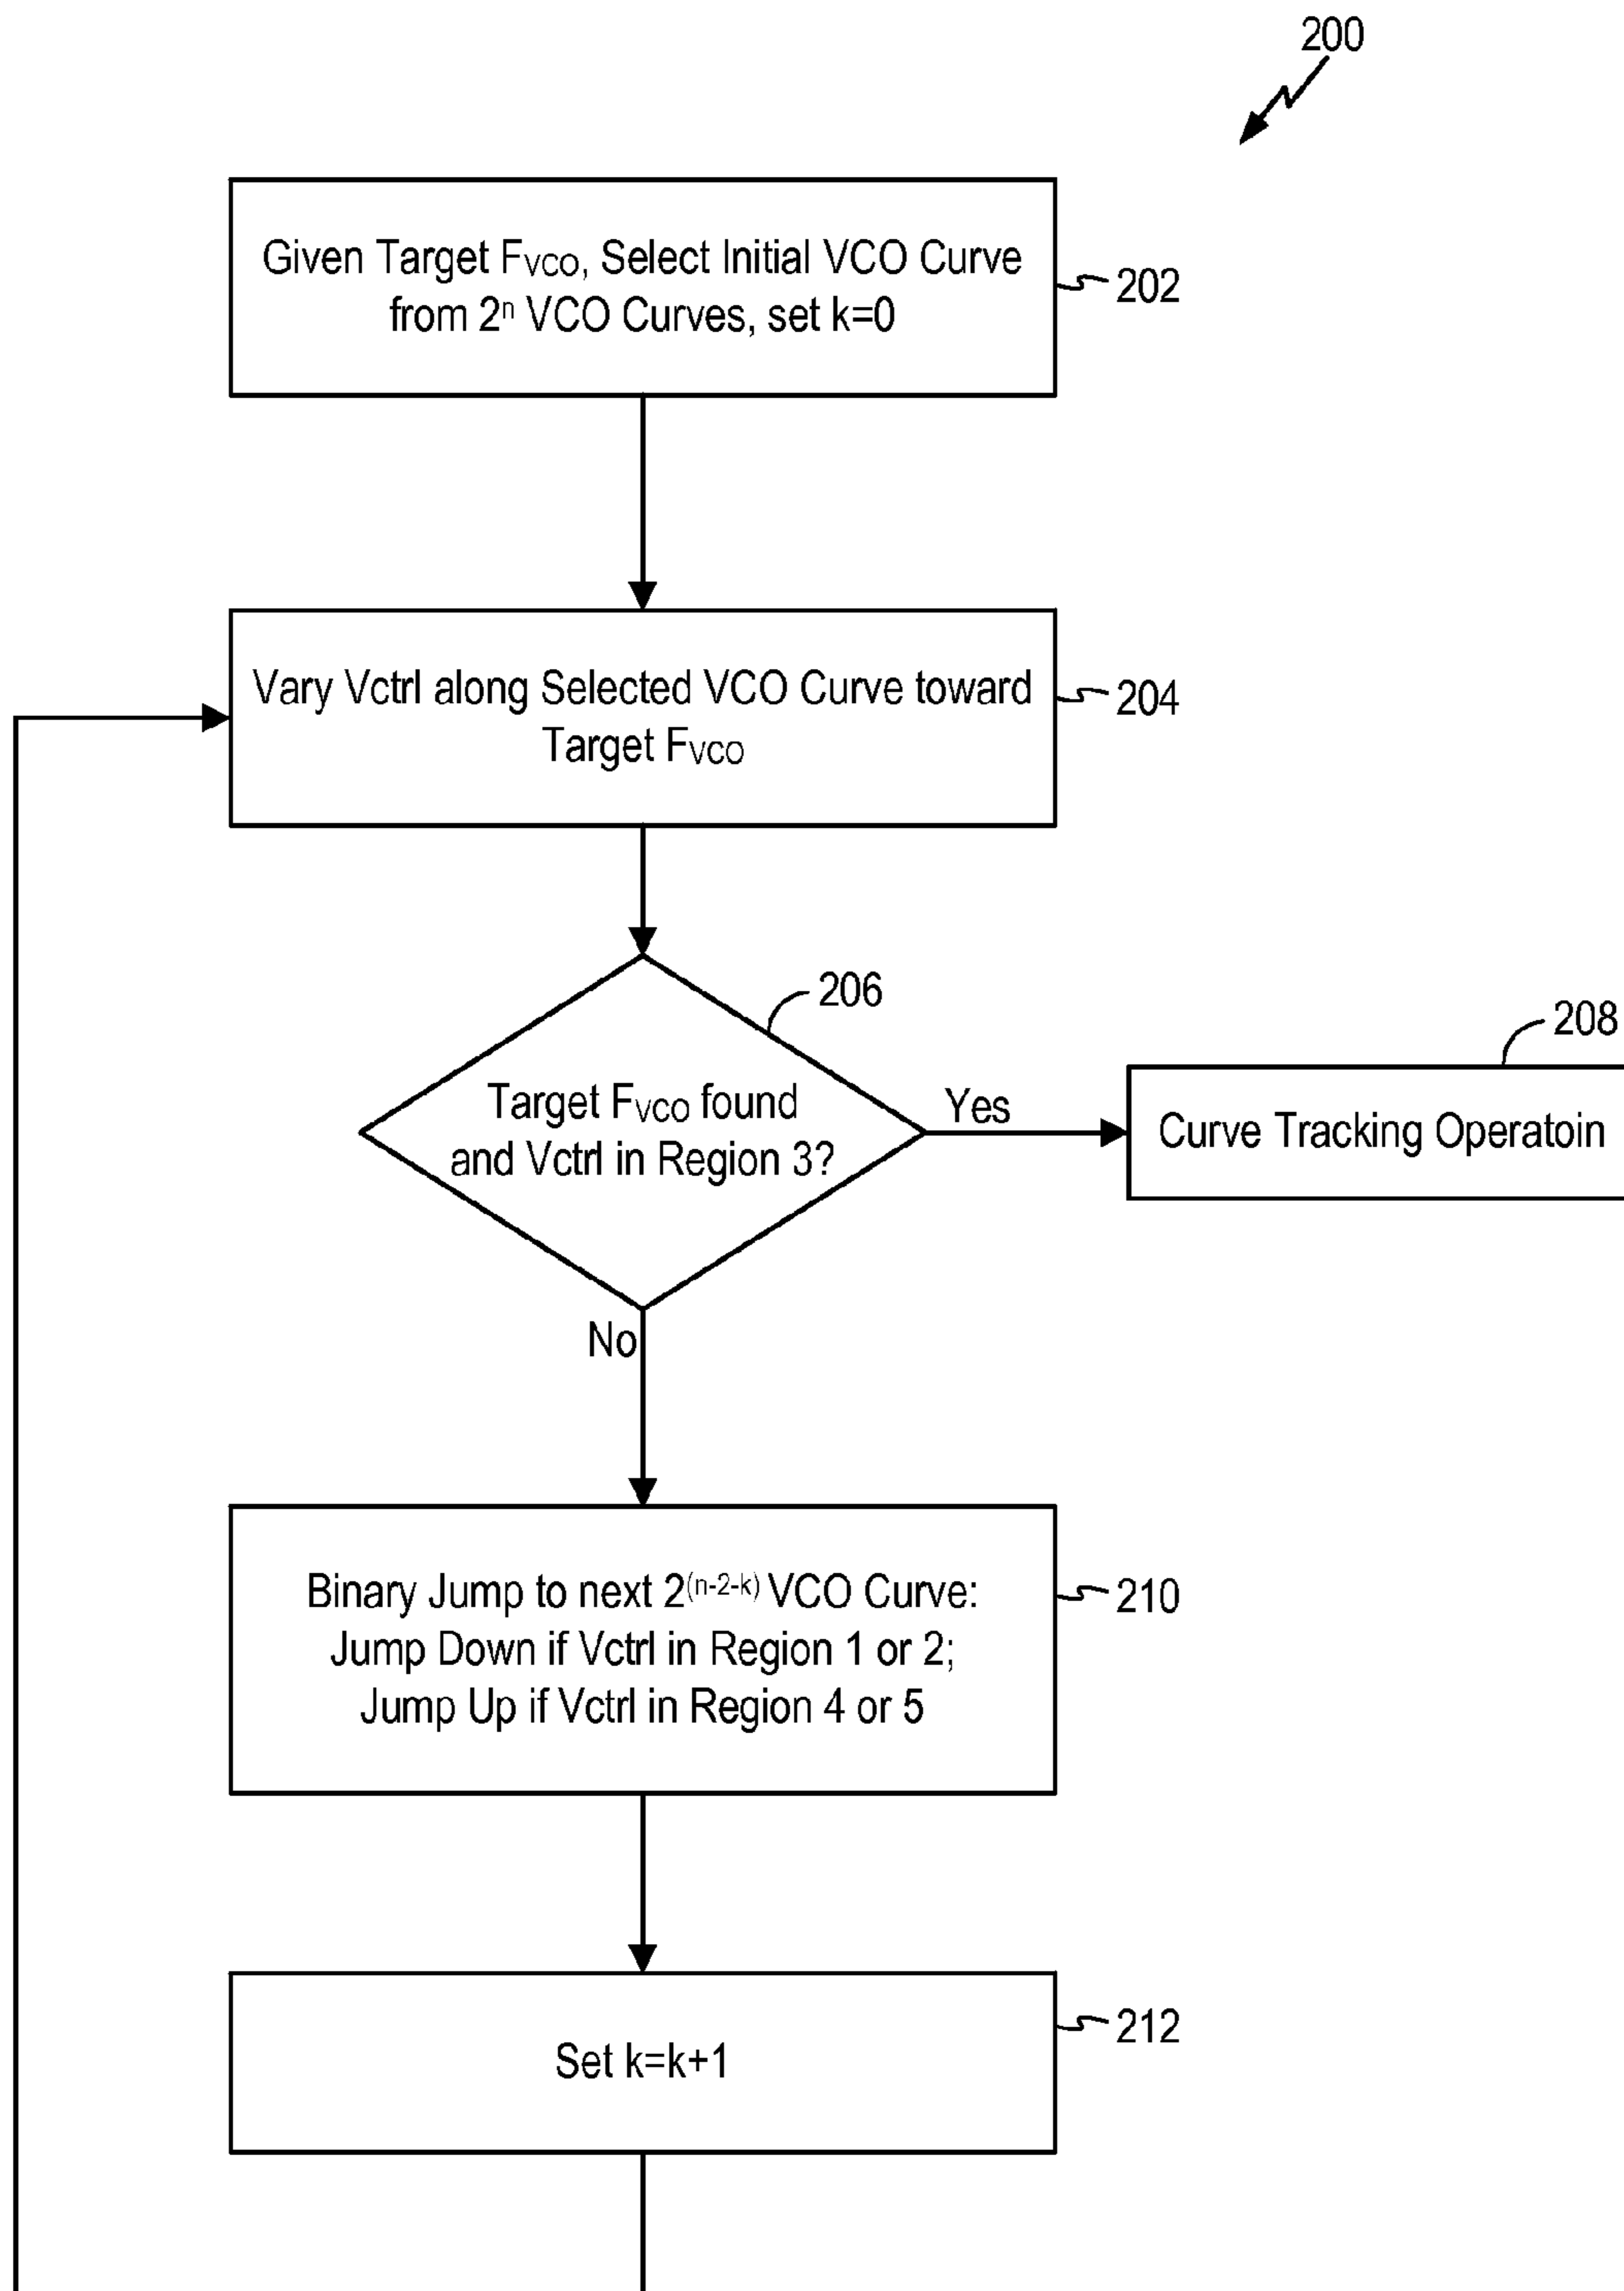 200
Given Target FVCO, Select Initial VCO Curve
from 2ⁿ VCO Curves, set k=0
202
Vary Vctrl along Selected VCO Curve toward
Target FVCO
204
206
Target FVCO found
and Vctrl in Region 3?
Yes
208
Curve Tracking Operatoin
No
Binary Jump to next 2⁽ⁿ⁻²⁻ᵏ⁾ VCO Curve:
Jump Down if Vctrl in Region 1 or 2;
Jump Up if Vctrl in Region 4 or 5
210
Set k=k+1
212